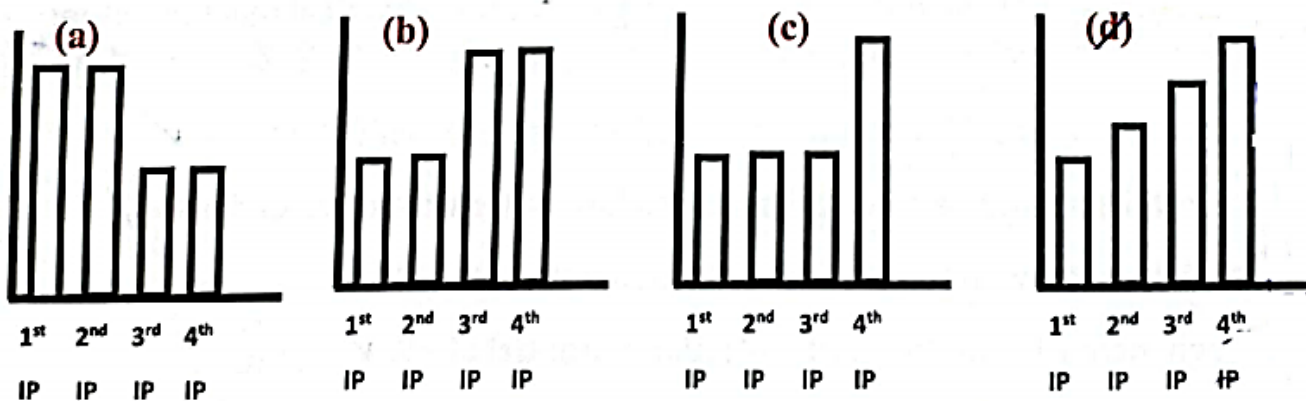 (a) (b) (c) (d)
1st 2nd 3rd 4th 1st 2nd 3rd 4th 1st 2nd 3rd 4th 1st 2nd 3rd 4th
IP IP IP IP IP IP IP IP IP IP IP IP IP IP IP IP